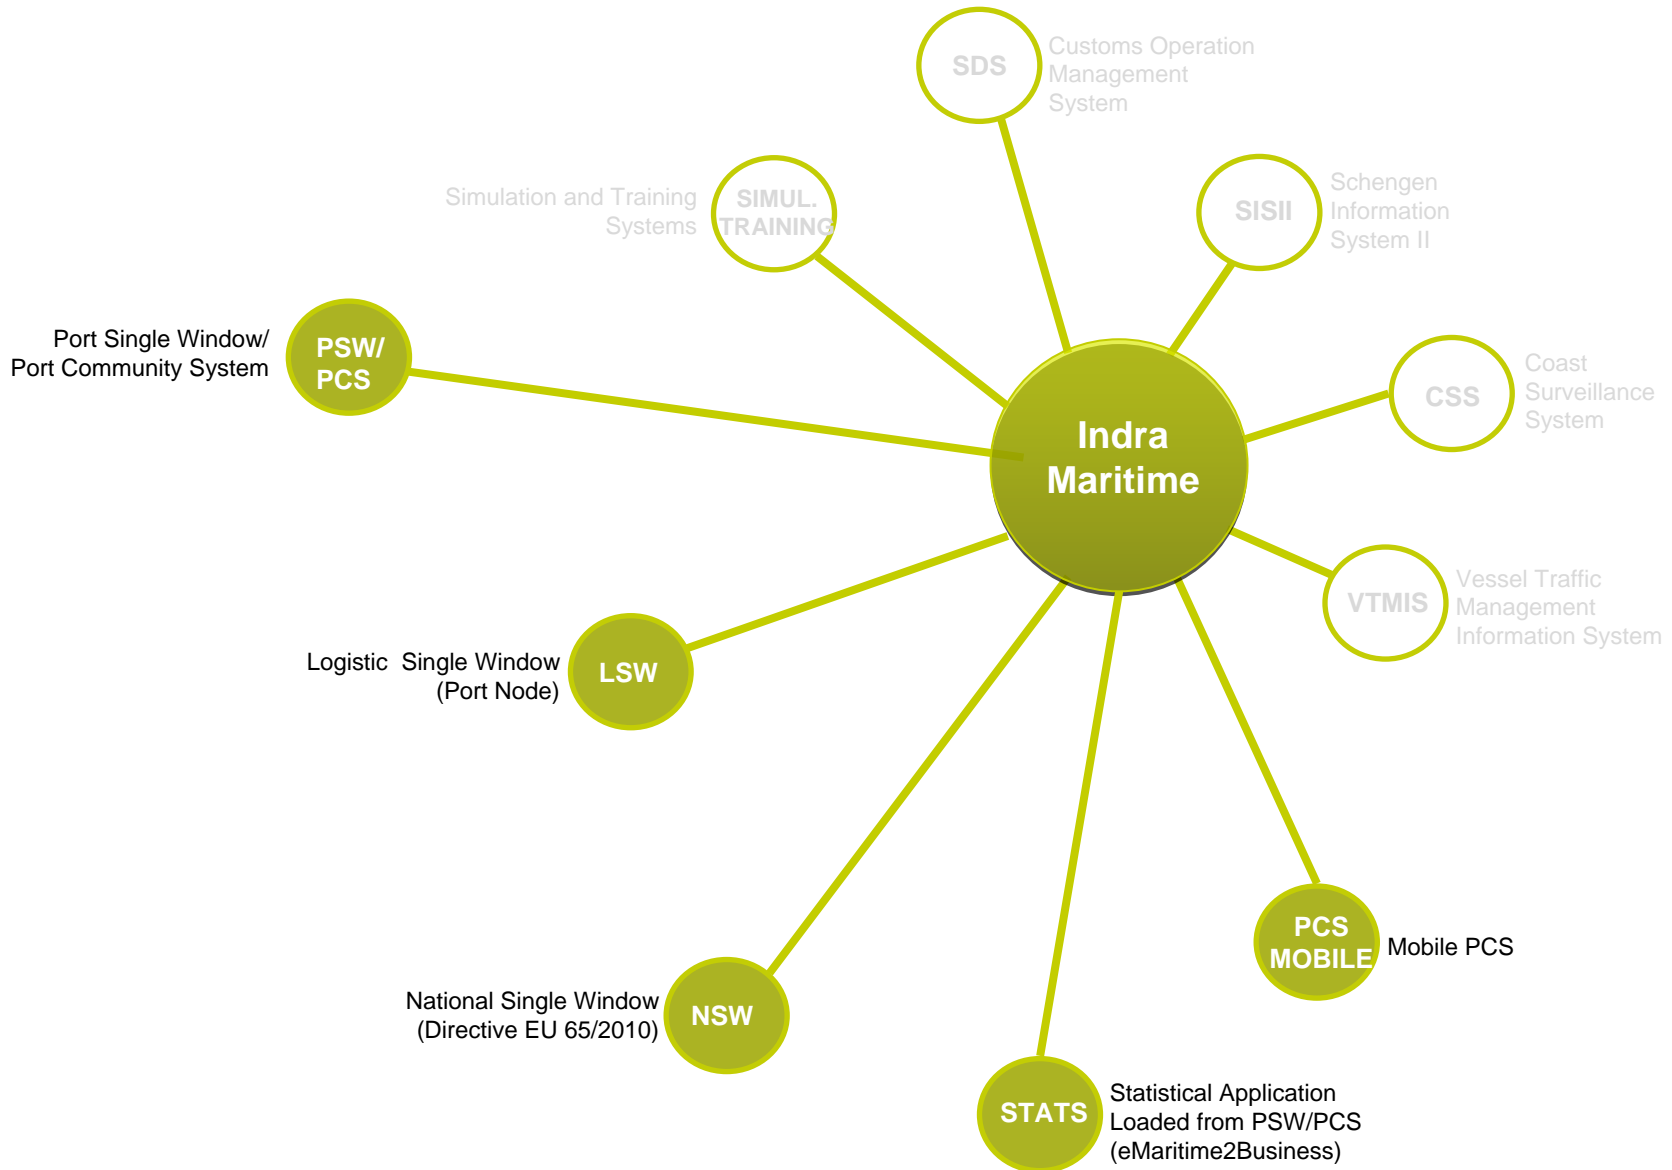 SDS
Customs Operation
Management
System
Simulation and Training
Systems
SIMUL.
TRAINING
SISII
Schengen
Information
System II
Port Single Window/
Port Community System
PSW/
PCS
Indra
Maritime
CSS
Coast
Surveillance
System
VTMIS
Vessel Traffic
Management
Information System
Logistic  Single Window
(Port Node)
LSW
PCS
MOBILE
Mobile PCS
National Single Window
(Directive EU 65/2010)
NSW
STATS
Statistical Application
Loaded from PSW/PCS
(eMaritime2Business)